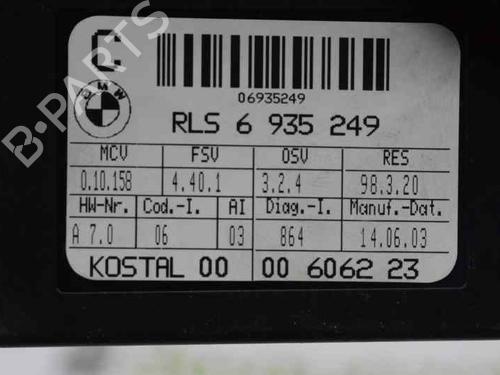 C
B-PARTS
BMW
06935249
RLS 6 935 249
MCV FSV OSV RES
0.10.158 4.40.1 3.2.4 98.3.20
HW-Nr. Cod.-I. AI Diag.-I. Manuf.-Dat.
A 7.0 06 03 864 14.06.03
KOSTAL 00 00 606 22 23